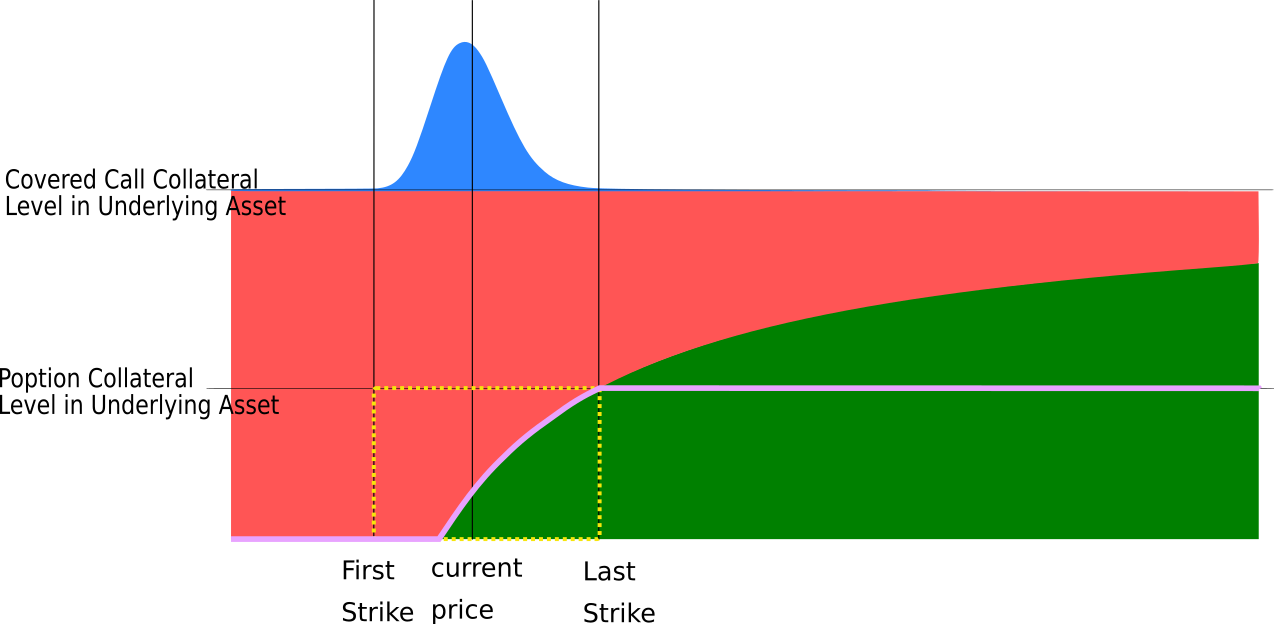 Covered Call Collateral
Level in Underlying Asset
Poption Collateral
Level in Underlying Asset
First
Strike
current
price
Last
Strike